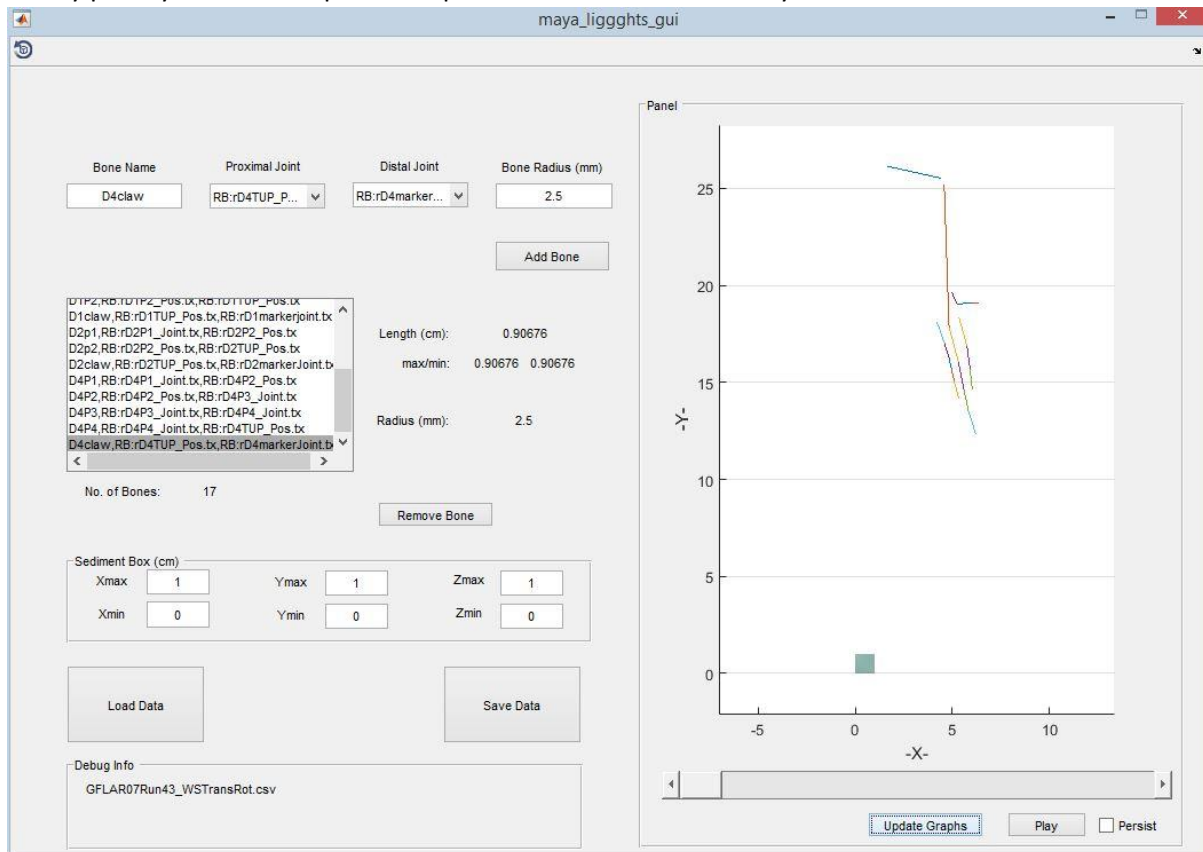 maya_liggghts_gui
Panel
Bone Name Proximal Joint Distal Joint Bone Radius (mm)
D4claw RB:rD4TUP_P... RB:rD4marker... 2.5
Add Bone
D1P2,RB:rD1P2_Pos.tx,RB:rD1TUP_Pos.tx
D1claw,RB:rD1TUP_Pos.tx,RB:rD1markerjoint.tx
D2p1,RB:rD2P1_Joint.tx,RB:rD2P2_Pos.tx
D2p2,RB:rD2P2_Pos.tx,RB:rD2TUP_Pos.tx
D2claw,RB:rD2TUP_Pos.tx,RB:rD2markerJoint.tx
D4P1,RB:rD4P1_Joint.tx,RB:rD4P2_Pos.tx
D4P2,RB:rD4P2_Pos.tx,RB:rD4P3_Joint.tx
D4P3,RB:rD4P3_Joint.tx,RB:rD4P4_Joint.tx
D4P4,RB:rD4P4_Joint.tx,RB:rD4TUP_Pos.tx
D4claw,RB:rD4TUP_Pos.tx,RB:rD4markerJoint.tx
Length (cm): 0.90676
max/min: 0.90676 0.90676
Radius (mm): 2.5
No. of Bones: 17
Remove Bone
Sediment Box (cm)
Xmax 1 Ymax 1 Zmax 1
Xmin 0 Ymin 0 Zmin 0
Load Data Save Data
Debug Info
GFLAR07Run43_WSTransRot.csv
25
20
15
10
5
0
-Y-
-5 0 5 10
-X-
Update Graphs Play Persist